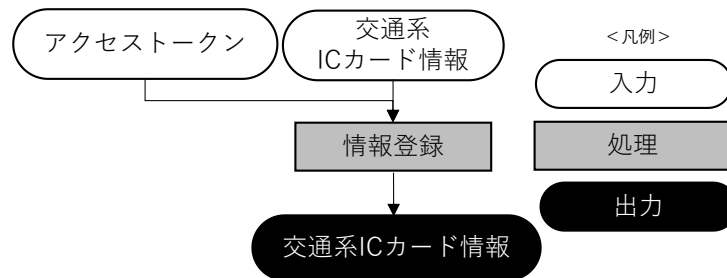 アクセストークン
交通系
ICカード情報
<凡例>
入力
情報登録
処理
出力
交通系ICカード情報